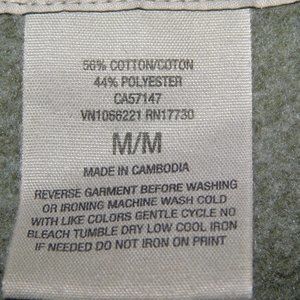 56% COTTON/COTON
44% POLYESTER
CA57147
VN1066221 RN17730
M/M
MADE IN CAMBODIA
REVERSE GARMENT BEFORE WASHING
OR IRONING MACHINE WASH COLD
WITH LIKE COLORS GENTLE CYCLE NO
BLEACH TUMBLE DRY LOW COOL IRON
IF NEEDED DO NOT IRON ON PRINT